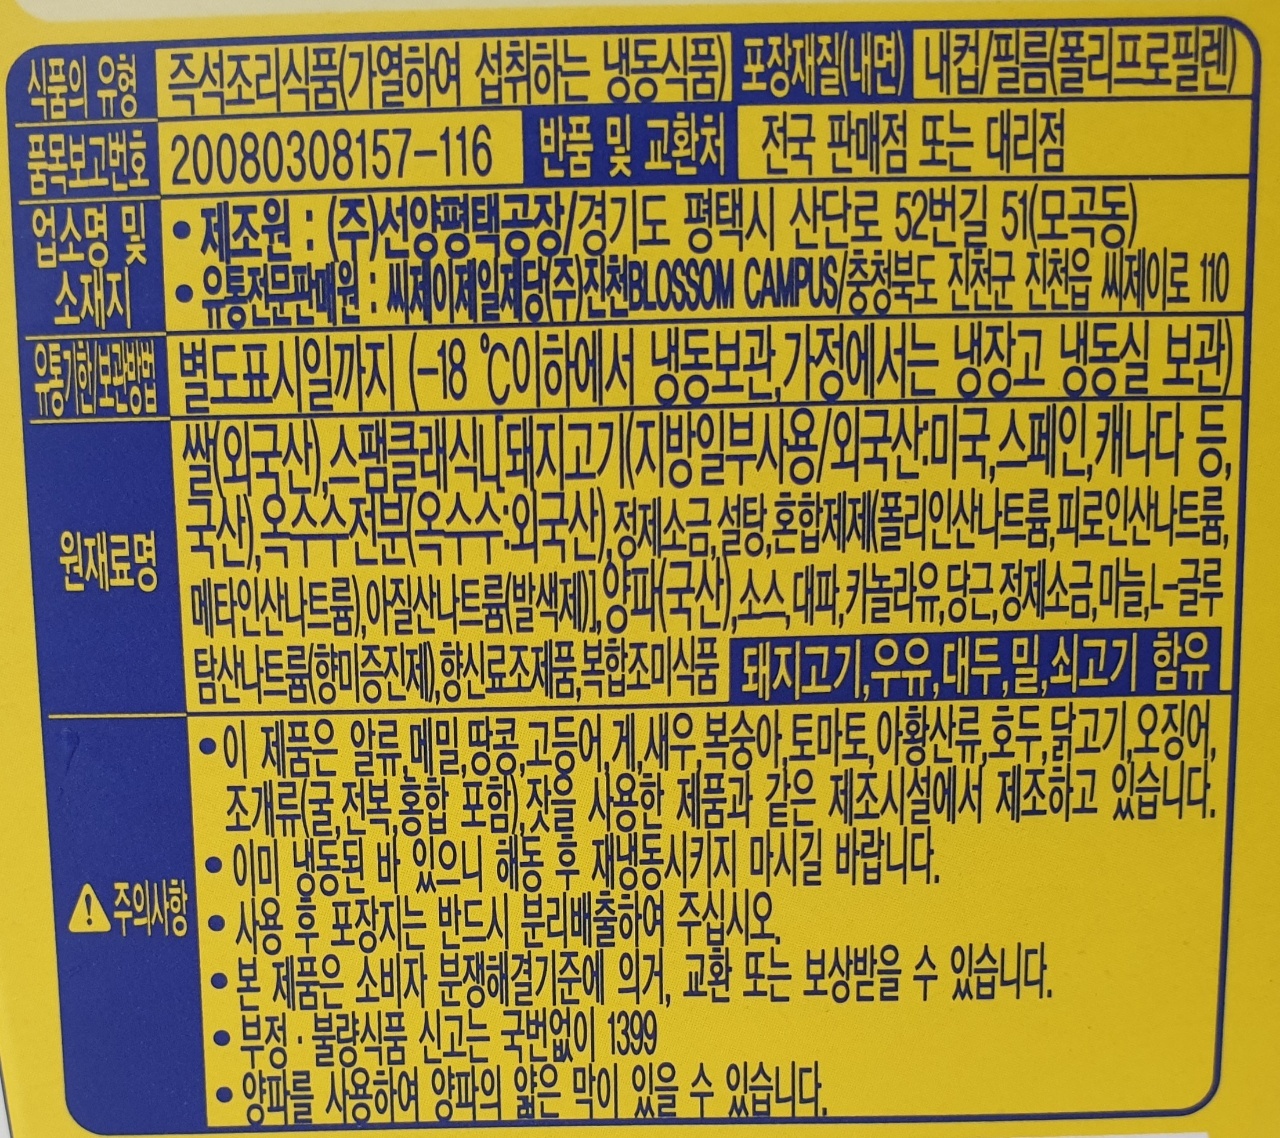 식품의 유형 즉석조리식품(가열하여 섭취하는 냉동식품) 포장재질(내면) 내컵/필름(폴리프로필렌)
품목보고번호 20080308157-116 반품 및 교환처 전국 판매점 또는 대리점
업소명 및 소재지
• 제조원 : (주)선양평택공장/경기도 평택시 산단로 52번길 51(모곡동)
• 유통전문판매원 : 씨제이제일제당(주)진천BLOSSOM CAMPUS/충청북도 진천군 진천읍 씨제이로 110
유통기한/보관방법 별도표시일까지 (-18 ℃이하에서 냉동보관,가정에서는 냉장고 냉동실 보관)
원재료명
쌀(외국산),스팸클래식[돼지고기(지방일부사용/외국산:미국,스페인,캐나다 등,
국산),옥수수전분(옥수수:외국산),정제소금,설탕,혼합제제(폴리인산나트륨,피로인산나트륨,
메타인산나트륨),아질산나트륨(발색제)],양파(국산),소스,대파,카놀라유,당근,정제소금,마늘,L-글루
탐산나트륨(향미증진제),향신료조제품,복합조미식품 돼지고기,우유,대두,밀,쇠고기 함유
⚠주의사항
• 이 제품은 알류,메밀,땅콩,고등어,게,새우,복숭아,토마토,아황산류,호두,닭고기,오징어,
조개류(굴,전복,홍합 포함),잣을 사용한 제품과 같은 제조시설에서 제조하고 있습니다.
• 이미 냉동된 바 있으니 해동 후 재냉동시키지 마시길 바랍니다.
• 사용 후 포장지는 반드시 분리배출하여 주십시오.
• 본 제품은 소비자 분쟁해결기준에 의거, 교환 또는 보상받을 수 있습니다.
• 부정·불량식품 신고는 국번없이 1399
• 양파를 사용하여 양파의 얇은 막이 있을 수 있습니다.